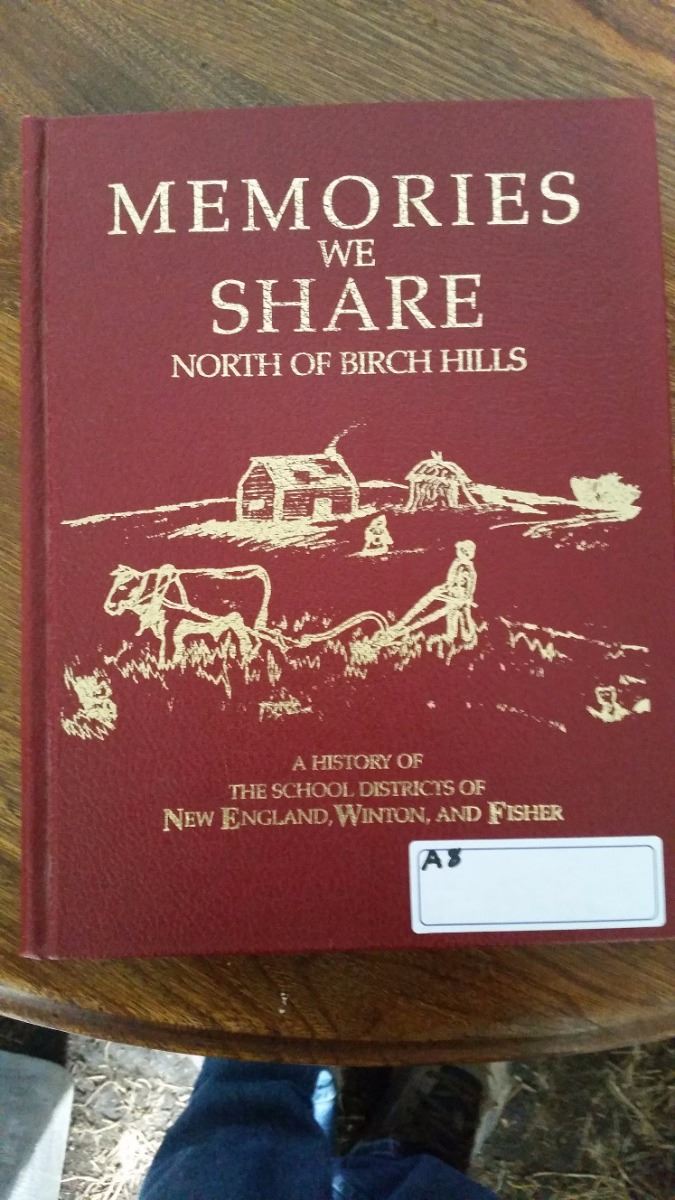 MEMORIES
WE
SHARE
NORTH OF BIRCH HILLS
A HISTORY OF
THE SCHOOL DISTRICTS OF
NEW ENGLAND, WINTON, AND FISHER
A8